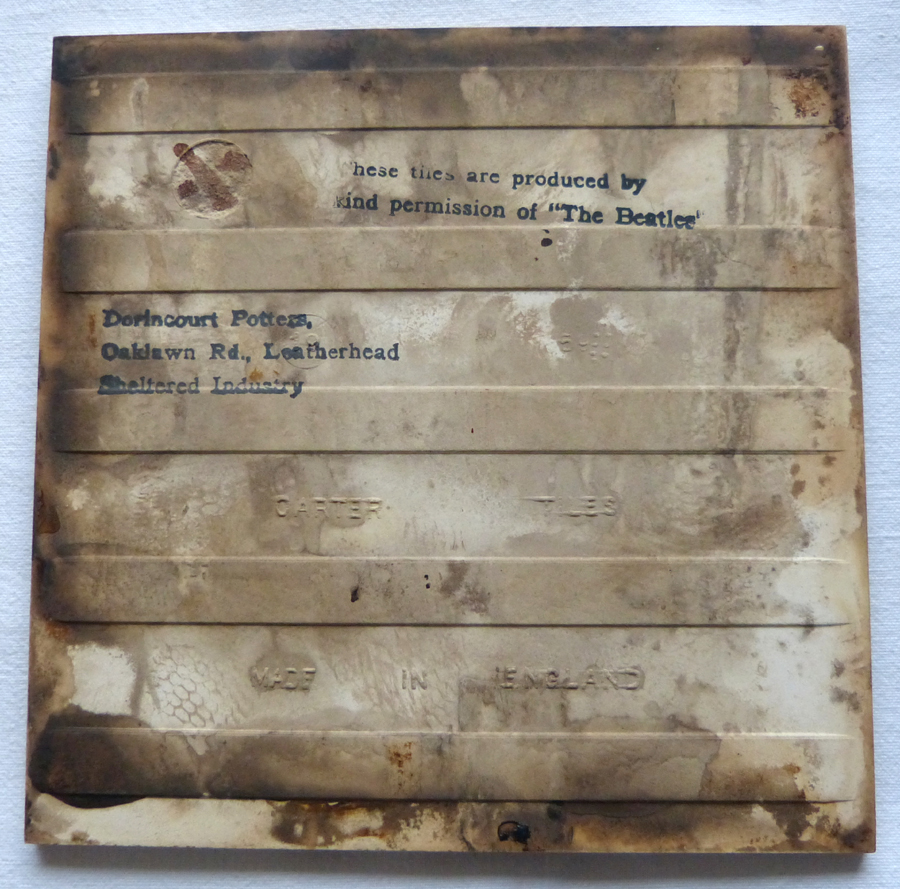 hese tiles are produced by
kind permission of "The Beatles"
Dorincourt Potters,
Oaklawn Rd., Leatherhead
Sheltered Industry
CARTER TILES
MADE IN ENGLAND